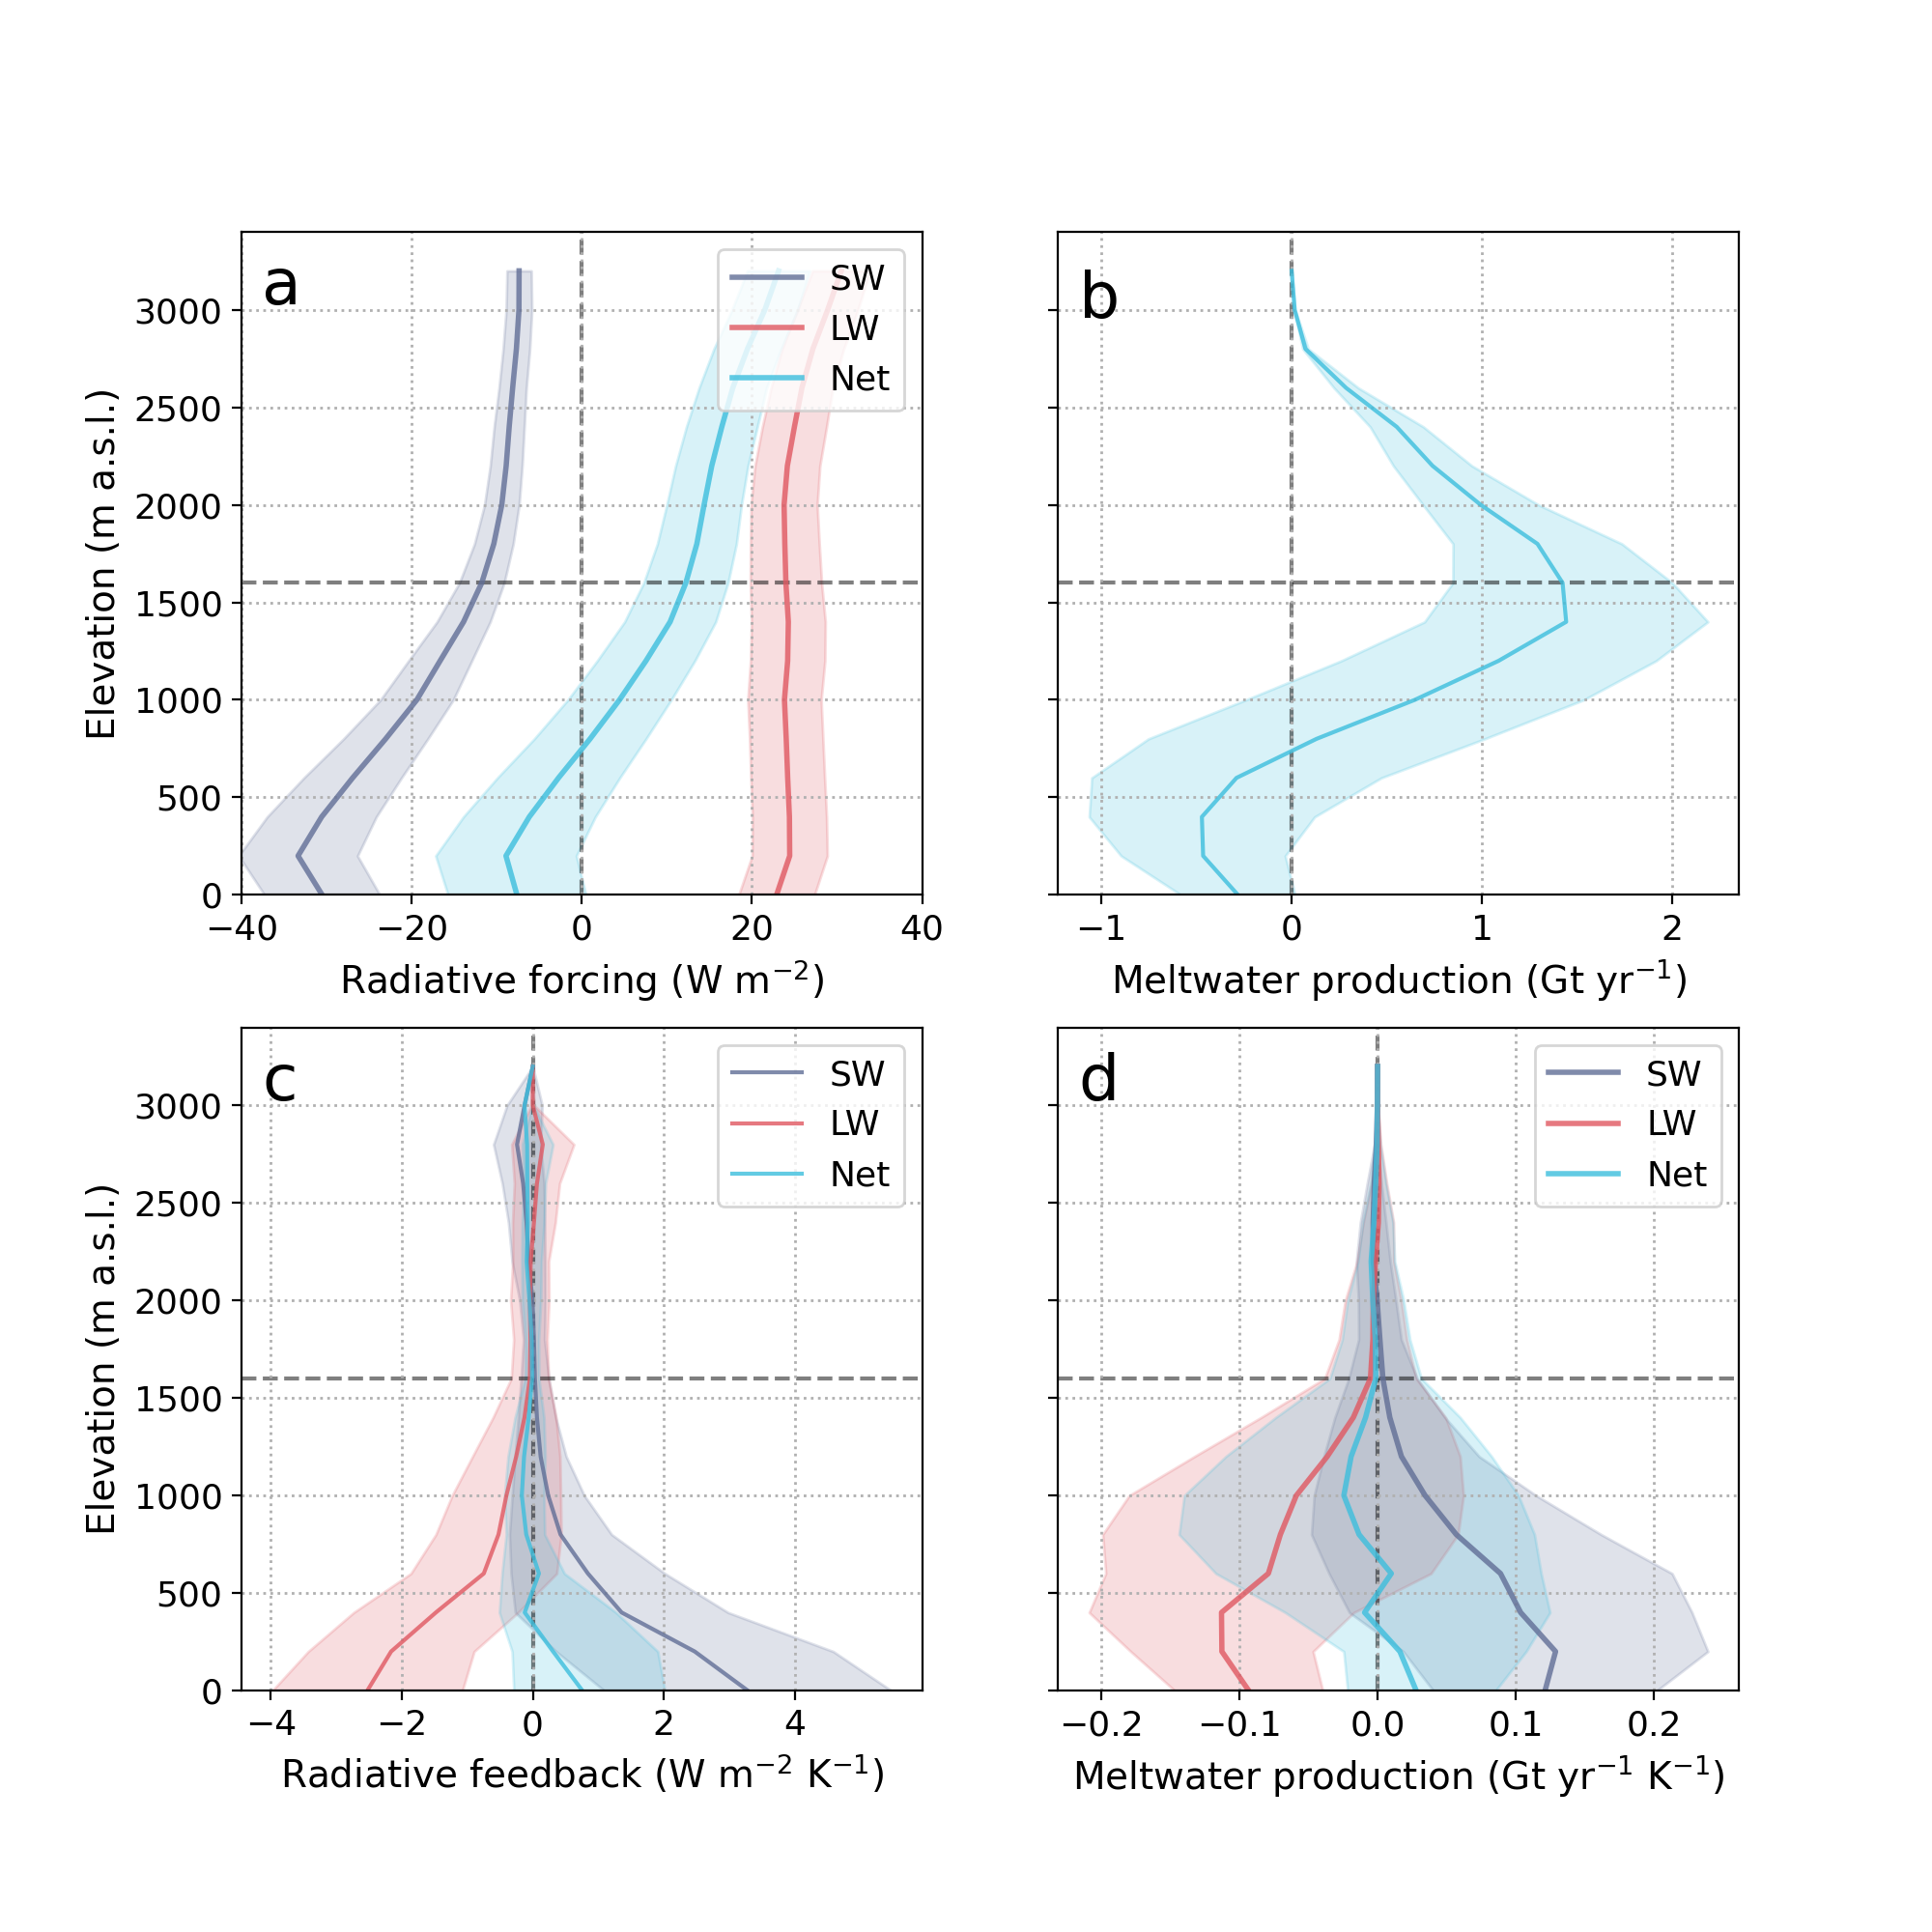 a
SW
LW
Net
3000
2500
2000
1500
1000
500
0
Elevation (m a.s.l.)
−40 −20 0 20 40
Radiative forcing (W m⁻²)
b
−1 0 1 2
Meltwater production (Gt yr⁻¹)
c
SW
LW
Net
3000
2500
2000
1500
1000
500
0
Elevation (m a.s.l.)
−4 −2 0 2 4
Radiative feedback (W m⁻² K⁻¹)
d
SW
LW
Net
−0.2 −0.1 0.0 0.1 0.2
Meltwater production (Gt yr⁻¹ K⁻¹)